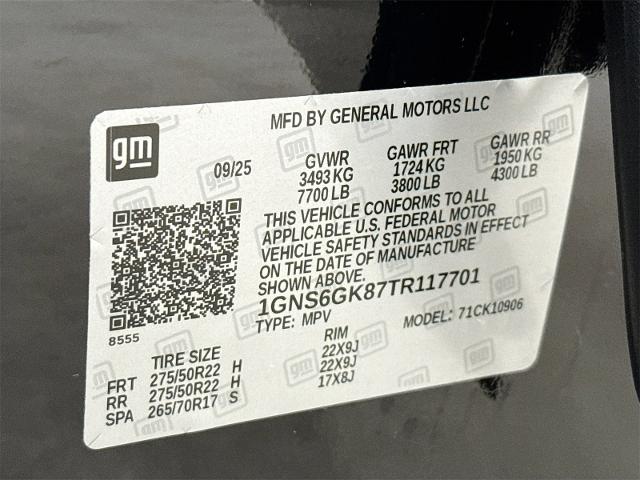 MFD BY GENERAL MOTORS LLC
gm
09/25
GVWR GAWR FRT GAWR RR
3493 KG 1724 KG 1950 KG
7700 LB 3800 LB 4300 LB
THIS VEHICLE CONFORMS TO ALL
APPLICABLE U.S. FEDERAL MOTOR
VEHICLE SAFETY STANDARDS IN EFFECT
ON THE DATE OF MANUFACTURE
SHOWN ABOVE.
1GNS6GK87TR117701
TYPE: MPV MODEL: 71CK10906
8555
TIRE SIZE RIM
FRT 275/50R22 H 22X9J
RR 275/50R22 H 22X9J
SPA 265/70R17 S 17X8J